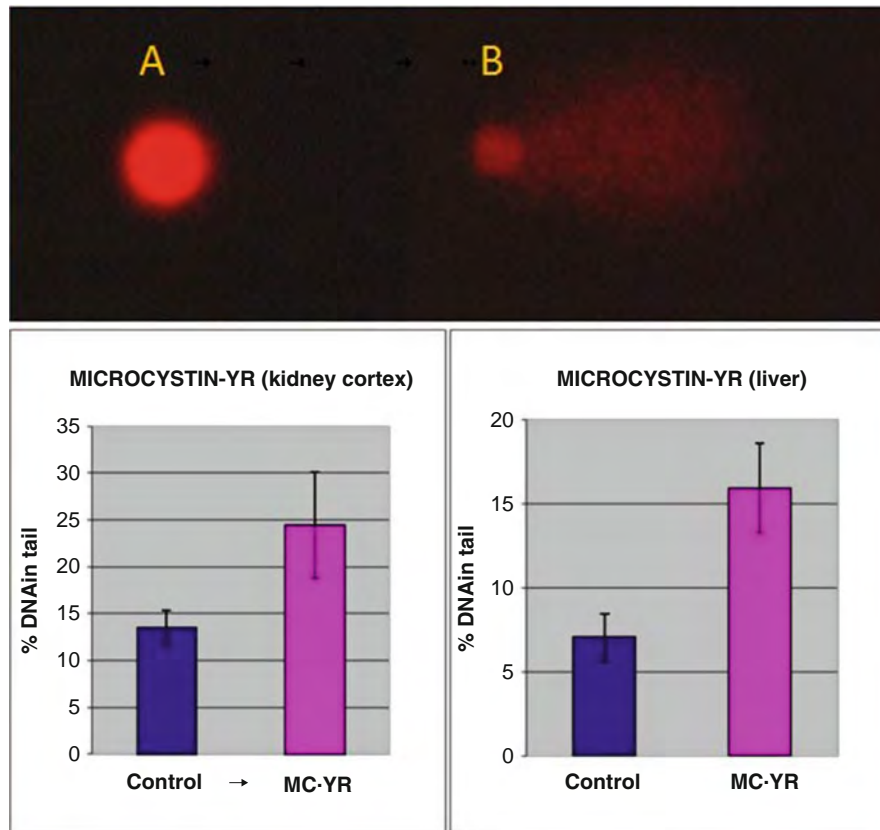 A → → → •• B
MICROCYSTIN-YR (kidney cortex)
35
30
25
20
15
10
5
0
% DNAin tail
Control → MC·YR
MICROCYSTIN-YR (liver)
20
15
10
5
0
% DNAin tail
Control MC·YR